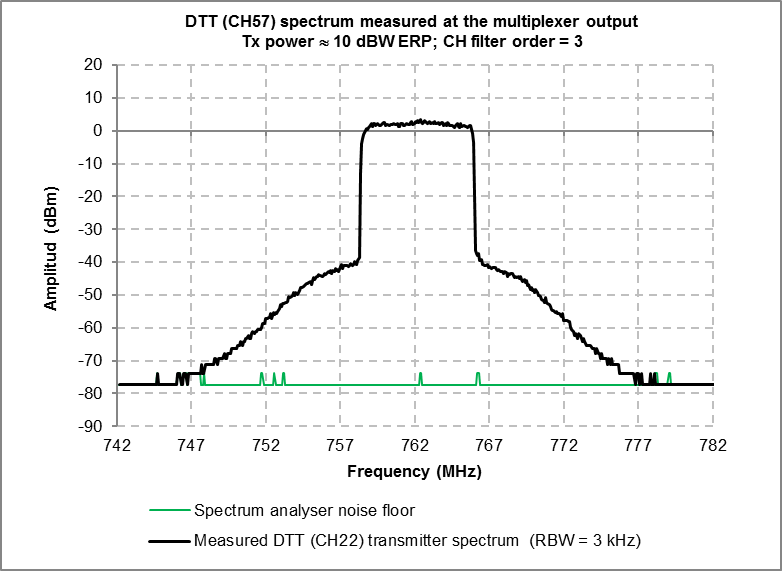 DTT (CH57) spectrum measured at the multiplexer output
Tx power ≈ 10 dBW ERP; CH filter order = 3
20
10
0
-10
-20
-30
-40
-50
-60
-70
-80
-90
Amplitud (dBm)
742 747 752 757 762 767 772 777 782
Frequency (MHz)
Spectrum analyser noise floor
Measured DTT (CH22) transmitter spectrum (RBW = 3 kHz)